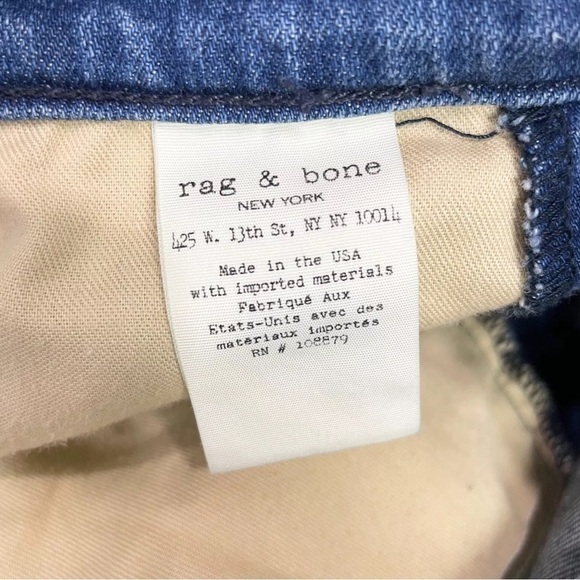 rag & bone
NEW YORK
425 W. 13th St, NY NY 10014
Made in the USA
with imported materials
Fabriqué Aux
Etats-Unis avec des
matériaux importés
RN # 108879